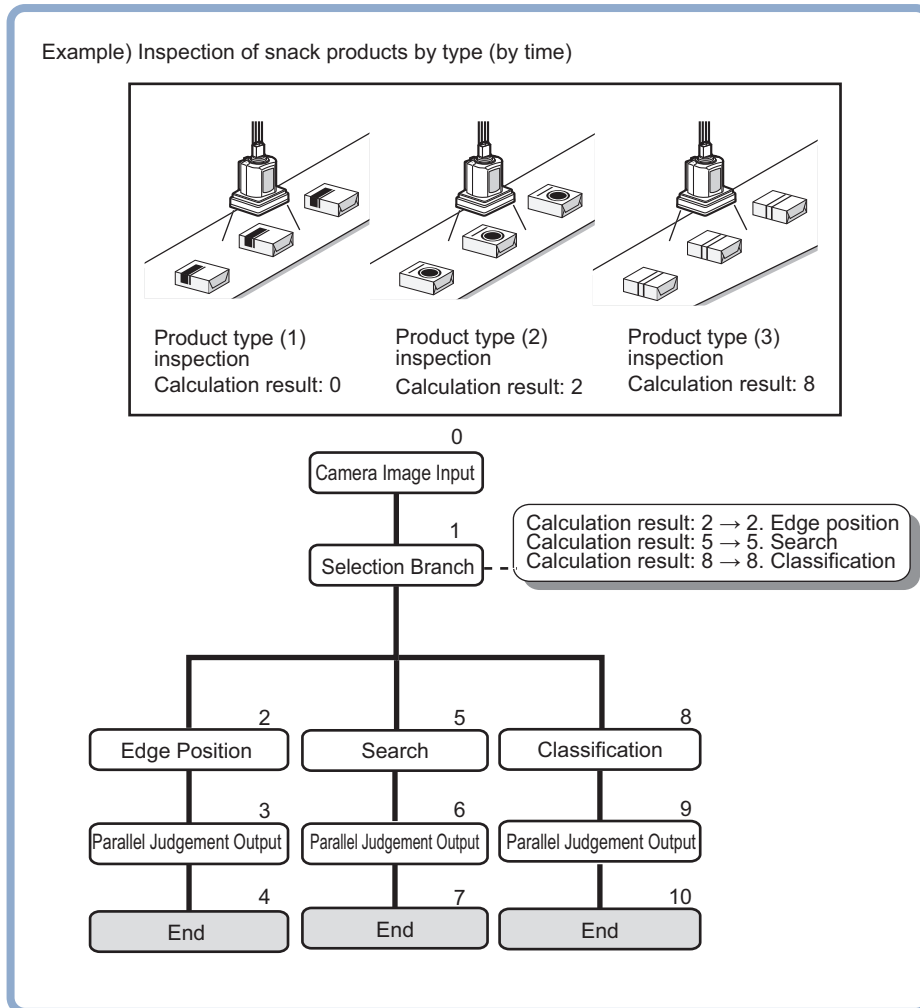 Example) Inspection of snack products by type (by time)
Product type (1)
inspection
Calculation result: 0
Product type (2)
inspection
Calculation result: 2
Product type (3)
inspection
Calculation result: 8
0
Camera Image Input
1
Selection Branch
Calculation result: 2 → 2. Edge position
Calculation result: 5 → 5. Search
Calculation result: 8 → 8. Classification
2
Edge Position
5
Search
8
Classification
3
Parallel Judgement Output
6
Parallel Judgement Output
9
Parallel Judgement Output
4
End
7
End
10
End